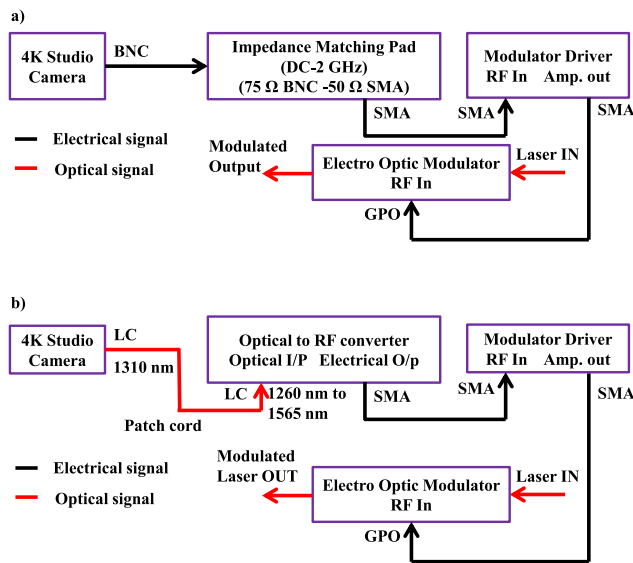 a)
4K Studio
Camera
BNC
Impedance Matching Pad
(DC-2 GHz)
(75 Ω BNC -50 Ω SMA)
Modulator Driver
RF In Amp. out
SMA
SMA
SMA
Electrical signal
Optical signal
Modulated
Output
Electro Optic Modulator
RF In
Laser IN
GPO
b)
4K Studio
Camera
LC
1310 nm
Patch cord
Optical to RF converter
Optical I/P Electrical O/p
LC
1260 nm to
1565 nm
SMA
Modulator Driver
RF In Amp. out
SMA
SMA
Electrical signal
Optical signal
Modulated
Laser OUT
Electro Optic Modulator
RF In
Laser IN
GPO